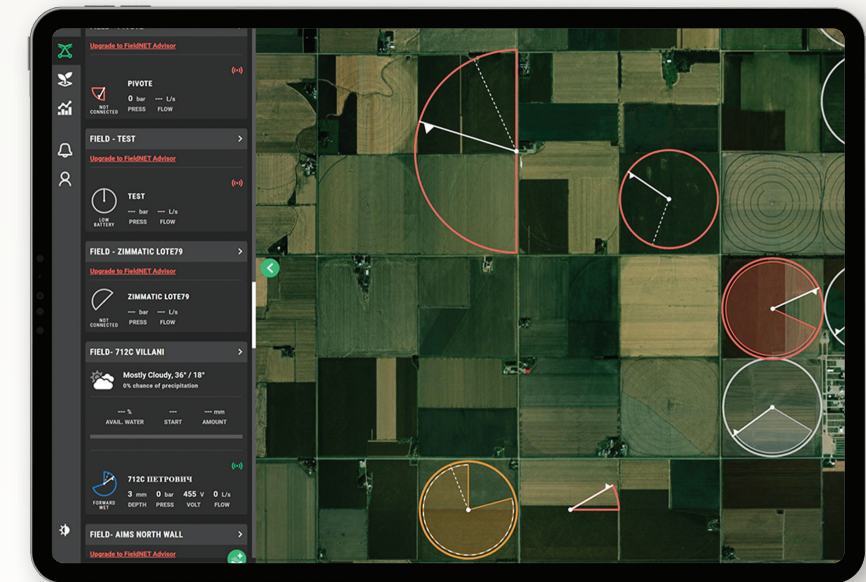 Upgrade to FieldNET Advisor
PIVOTE
0 bar --- L/s
PRESS FLOW
NOT CONNECTED
FIELD - TEST
Upgrade to FieldNET Advisor
TEST
--- bar --- L/s
PRESS FLOW
LOW BATTERY
FIELD - ZIMMATIC LOTE79
Upgrade to FieldNET Advisor
ZIMMATIC LOTE79
--- bar --- L/s
PRESS FLOW
NOT CONNECTED
FIELD- 712C VILLANI
Mostly Cloudy, 36° / 18°
0% chance of precipitation
--- % --- --- mm
AVAIL. WATER START AMOUNT
712C ПЕТРОВИЧ
3 mm 0 bar 455 V 0 L/s
DEPTH PRESS VOLT FLOW
FORWARD WET
FIELD- AIMS NORTH WALL
Upgrade to FieldNET Advisor